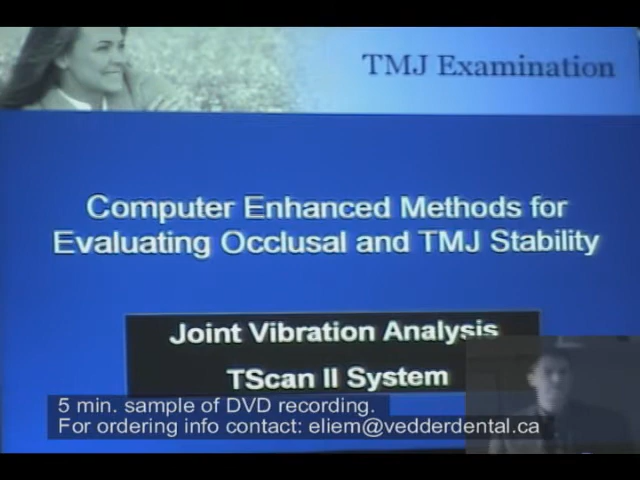 TMJ Examination
Computer Enhanced Methods for
Evaluating Occlusal and TMJ Stability
Joint Vibration Analysis
TScan II System
5 min. sample of DVD recording.
For ordering info contact: eliem@vedderdental.ca